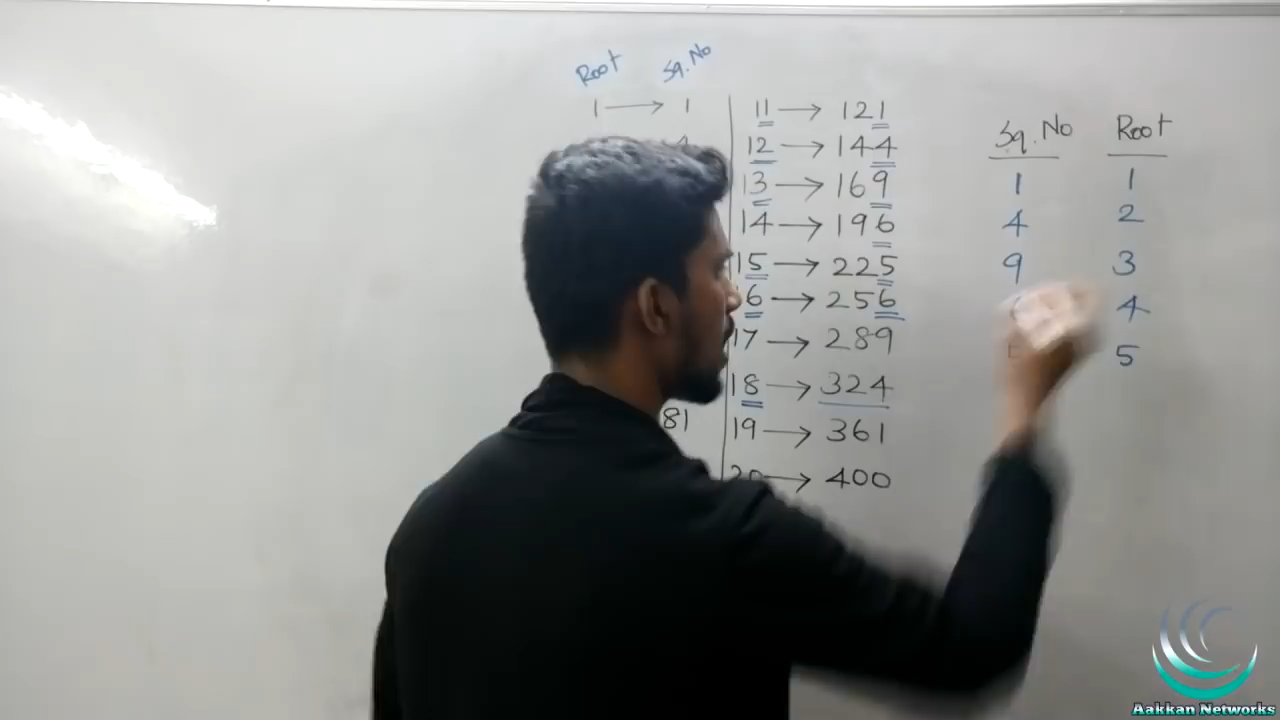 Root Sq.No
1 → 1
81
11 → 121
12 → 144
13 → 169
14 → 196
15 → 225
6 → 256
17 → 289
18 → 324
19 → 361
20 → 400
Sq.No Root
1 1
4 2
9 3
4
5
Aakkan Networks